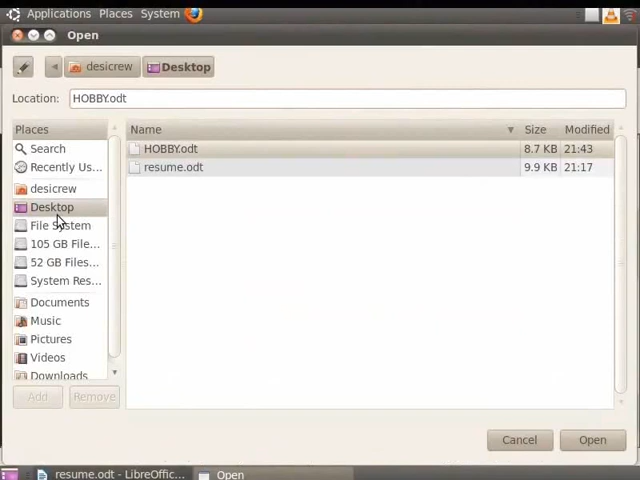 Applications Places System
Open
desicrew Desktop
Location: HOBBY.odt
Places Name Size Modified
Search HOBBY.odt 8.7 KB 21:43
Recently Us... resume.odt 9.9 KB 21:17
desicrew
Desktop
File System
105 GB File...
52 GB Files...
System Res...
Documents
Music
Pictures
Videos
Downloads
Add Remove
Cancel Open
resume.odt - LibreOffic... Open